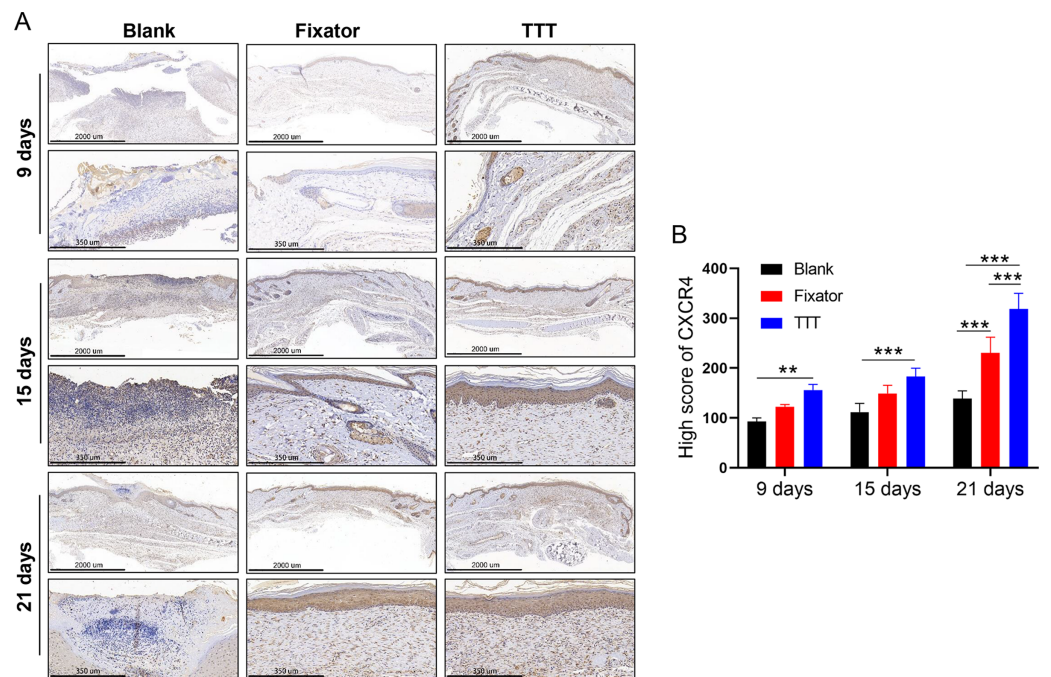 A
Blank Fixator TTT
9 days
2000 um 2000 um 2000 um
350 um 350 um 350 um
15 days
2000 um 2000 um 2000 um
350 um 350 um 350 um
21 days
2000 um 2000 um 2000 um
350 um 350 um 350 um
B
High score of CXCR4
400
300
200
100
0
Blank
Fixator
TTT
**
***
***
***
***
9 days 15 days 21 days